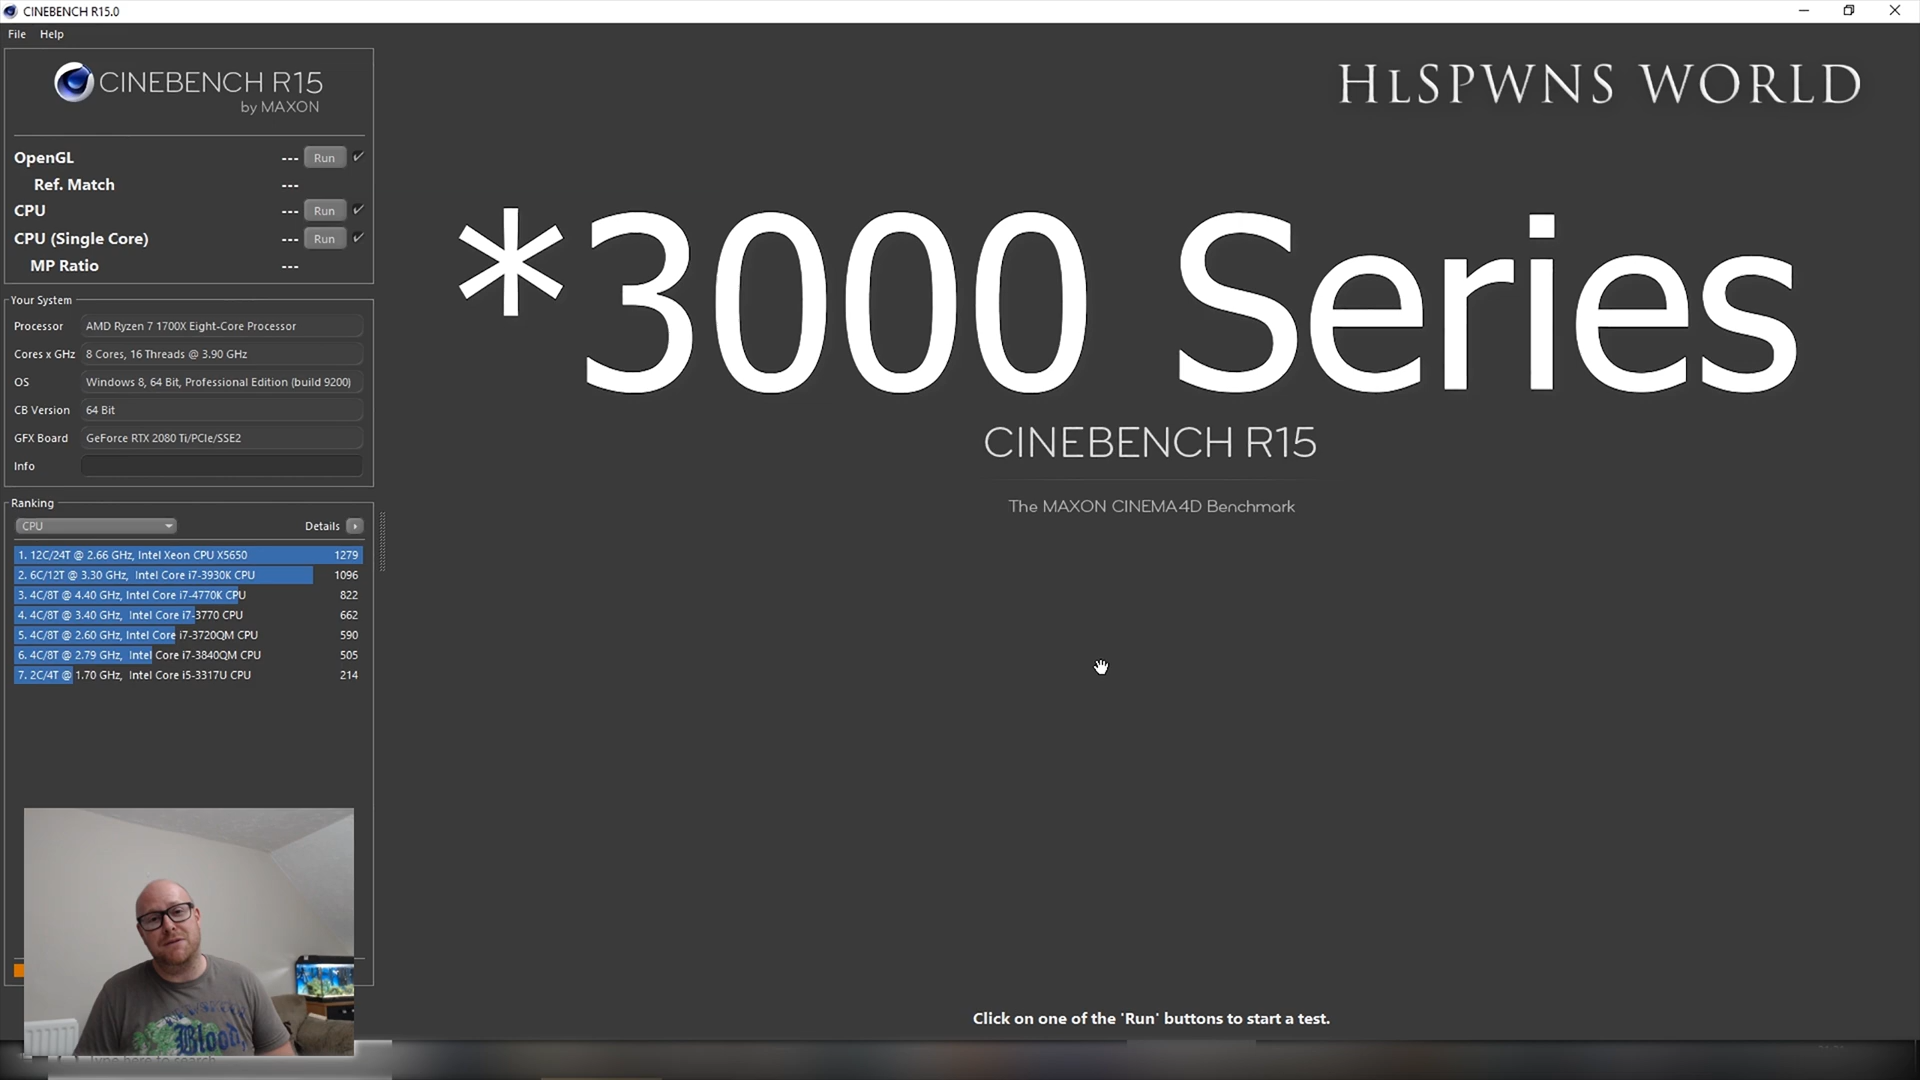 CINEBENCH R15.0
File Help
CINEBENCH R15
by MAXON
OpenGL --- Run
Ref. Match ---
CPU --- Run
CPU (Single Core) --- Run
MP Ratio ---
Your System
Processor AMD Ryzen 7 1700X Eight-Core Processor
Cores x GHz 8 Cores, 16 Threads @ 3.90 GHz
OS Windows 8, 64 Bit, Professional Edition (build 9200)
CB Version 64 Bit
GFX Board GeForce RTX 2080 Ti/PCIe/SSE2
Info
Ranking
CPU Details
1. 12C/24T @ 2.66 GHz, Intel Xeon CPU X5650 1279
2. 6C/12T @ 3.30 GHz, Intel Core i7-3930K CPU 1096
3. 4C/8T @ 4.40 GHz, Intel Core i7-4770K CPU 822
4. 4C/8T @ 3.40 GHz, Intel Core i7-3770 CPU 662
5. 4C/8T @ 2.60 GHz, Intel Core i7-3720QM CPU 590
6. 4C/8T @ 2.79 GHz, Intel Core i7-3840QM CPU 505
7. 2C/4T @ 1.70 GHz, Intel Core i5-3317U CPU 214
Blood
Type here to search
HLSPWNS WORLD
*3000 Series
CINEBENCH R15
The MAXON CINEMA4D Benchmark
Click on one of the 'Run' buttons to start a test.